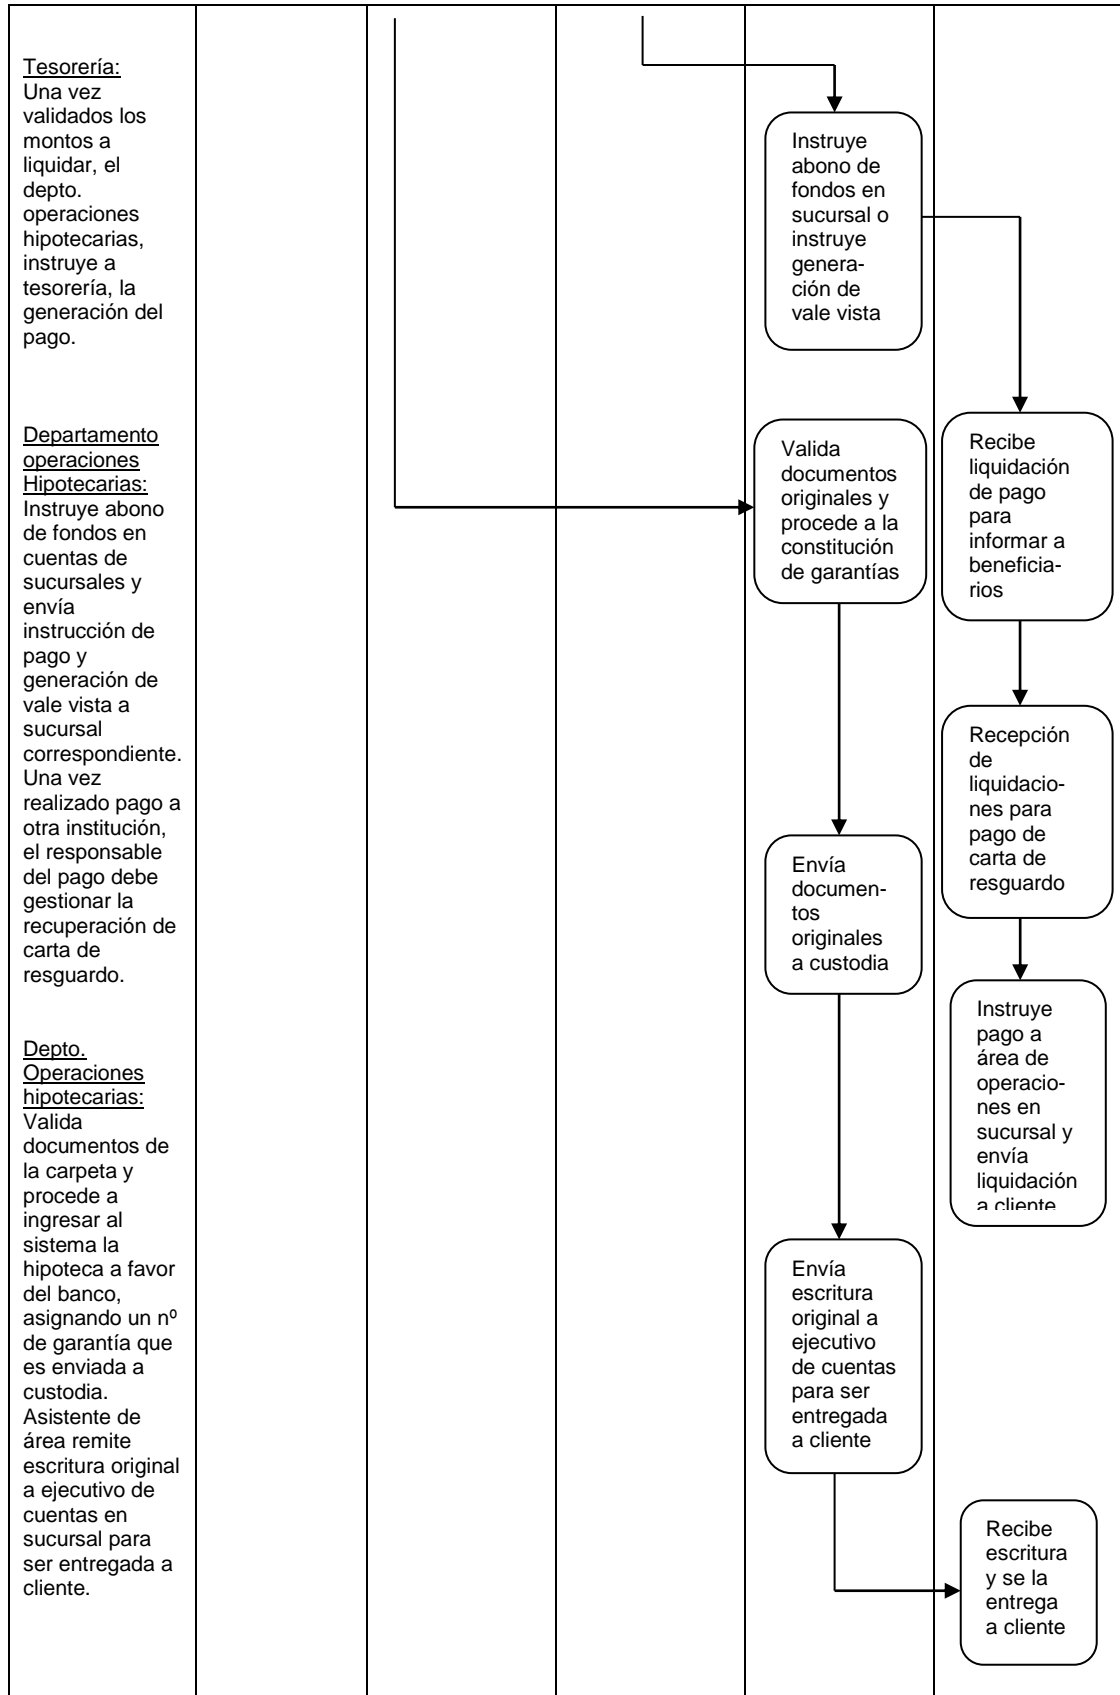 Tesorería:
Una vez
validados los
montos a
liquidar, el
depto.
operaciones
hipotecarias,
instruye a
tesorería, la
generación del
pago.
Departamento
operaciones
Hipotecarias:
Instruye abono
de fondos en
cuentas de
sucursales y
envía
instrucción de
pago y
generación de
vale vista a
sucursal
correspondiente.
Una vez
realizado pago a
otra institución,
el responsable
del pago debe
gestionar la
recuperación de
carta de
resguardo.
Depto.
Operaciones
hipotecarias:
Valida
documentos de
la carpeta y
procede a
ingresar al
sistema la
hipoteca a favor
del banco,
asignando un nº
de garantía que
es enviada a
custodia.
Asistente de
área remite
escritura original
a ejecutivo de
cuentas en
sucursal para
ser entregada a
cliente.
Instruye
abono de
fondos en
sucursal o
instruye
genera-
ción de
vale vista
Valida
documentos
originales y
procede a la
constitución
de garantías
Envía
documen-
tos
originales
a custodia
Envía
escritura
original a
ejecutivo
de cuentas
para ser
entregada
a cliente
Recibe
liquidación
de pago
para
informar a
beneficia-
rios
Recepción
de
liquidacio-
nes para
pago de
carta de
resguardo
Instruye
pago a
área de
operacio-
nes en
sucursal y
envía
liquidación
a cliente
Recibe
escritura
y se la
entrega
a cliente